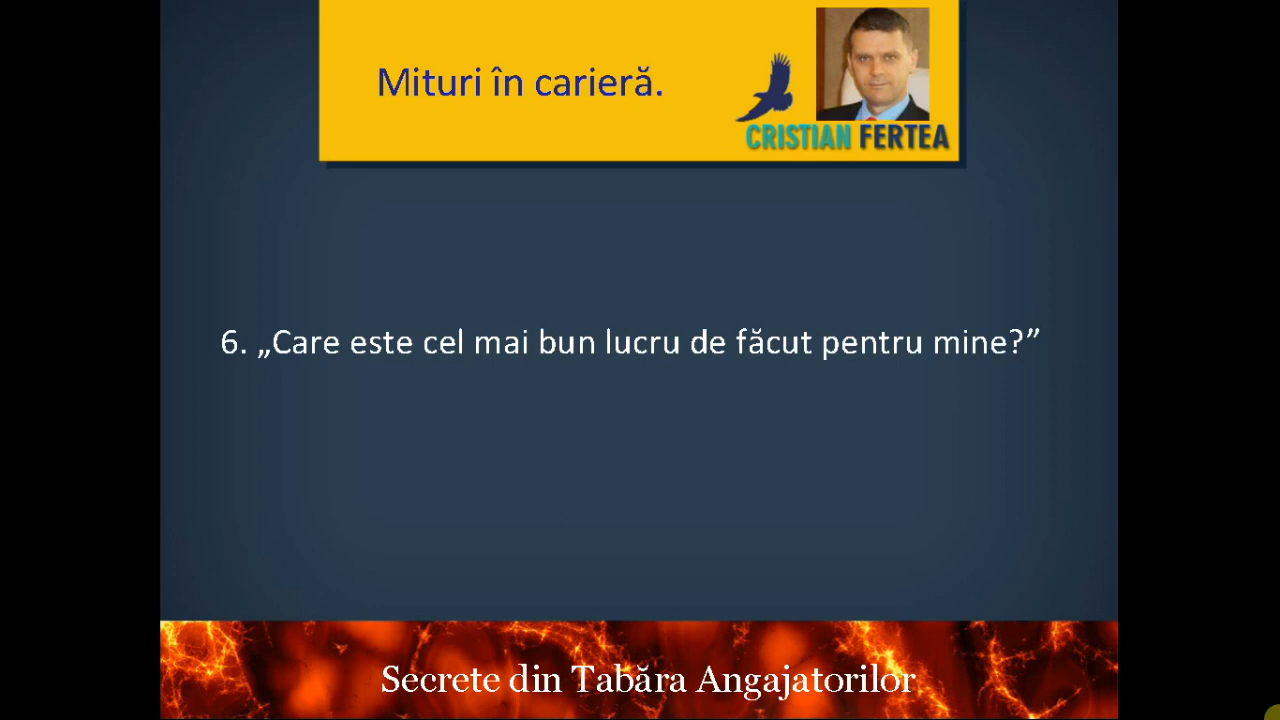 Mituri în carieră.
CRISTIAN FERTEA
6. „Care este cel mai bun lucru de făcut pentru mine?”
Secrete din Tabăra Angajatorilor